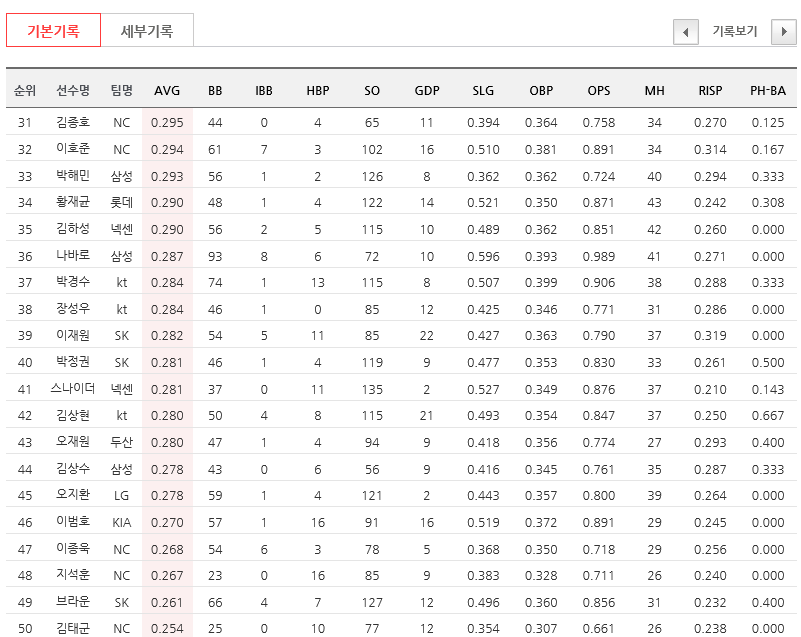 기본기록 세부기록 기록보기
순위 선수명 팀명 AVG BB IBB HBP SO GDP SLG OBP OPS MH RISP PH-BA
31 김종호 NC 0.295 44 0 4 65 11 0.394 0.364 0.758 34 0.270 0.125
32 이호준 NC 0.294 61 7 3 102 16 0.510 0.381 0.891 34 0.314 0.167
33 박해민 삼성 0.293 56 1 2 126 8 0.362 0.362 0.724 40 0.294 0.333
34 황재균 롯데 0.290 48 1 4 122 14 0.521 0.350 0.871 43 0.242 0.308
35 김하성 넥센 0.290 56 2 5 115 10 0.489 0.362 0.851 42 0.260 0.000
36 나바로 삼성 0.287 93 8 6 72 10 0.596 0.393 0.989 41 0.271 0.000
37 박경수 kt 0.284 74 1 13 115 8 0.507 0.399 0.906 38 0.288 0.333
38 장성우 kt 0.284 46 1 0 85 12 0.425 0.346 0.771 31 0.286 0.000
39 이재원 SK 0.282 54 5 11 85 22 0.427 0.363 0.790 37 0.319 0.000
40 박정권 SK 0.281 46 1 4 119 9 0.477 0.353 0.830 33 0.261 0.500
41 스나이더 넥센 0.281 37 0 11 135 2 0.527 0.349 0.876 37 0.210 0.143
42 김상현 kt 0.280 50 4 8 115 21 0.493 0.354 0.847 37 0.250 0.667
43 오재원 두산 0.280 47 1 4 94 9 0.418 0.356 0.774 27 0.293 0.400
44 김상수 삼성 0.278 43 0 6 56 9 0.416 0.345 0.761 35 0.287 0.333
45 오지환 LG 0.278 59 1 4 121 2 0.443 0.357 0.800 39 0.264 0.000
46 이범호 KIA 0.270 57 1 16 91 16 0.519 0.372 0.891 29 0.245 0.000
47 이종욱 NC 0.268 54 6 3 78 5 0.368 0.350 0.718 29 0.256 0.000
48 지석훈 NC 0.267 23 0 16 85 9 0.383 0.328 0.711 26 0.240 0.000
49 브라운 SK 0.261 66 4 7 127 12 0.496 0.360 0.856 31 0.232 0.400
50 김태군 NC 0.254 25 0 10 77 12 0.354 0.307 0.661 26 0.238 0.000